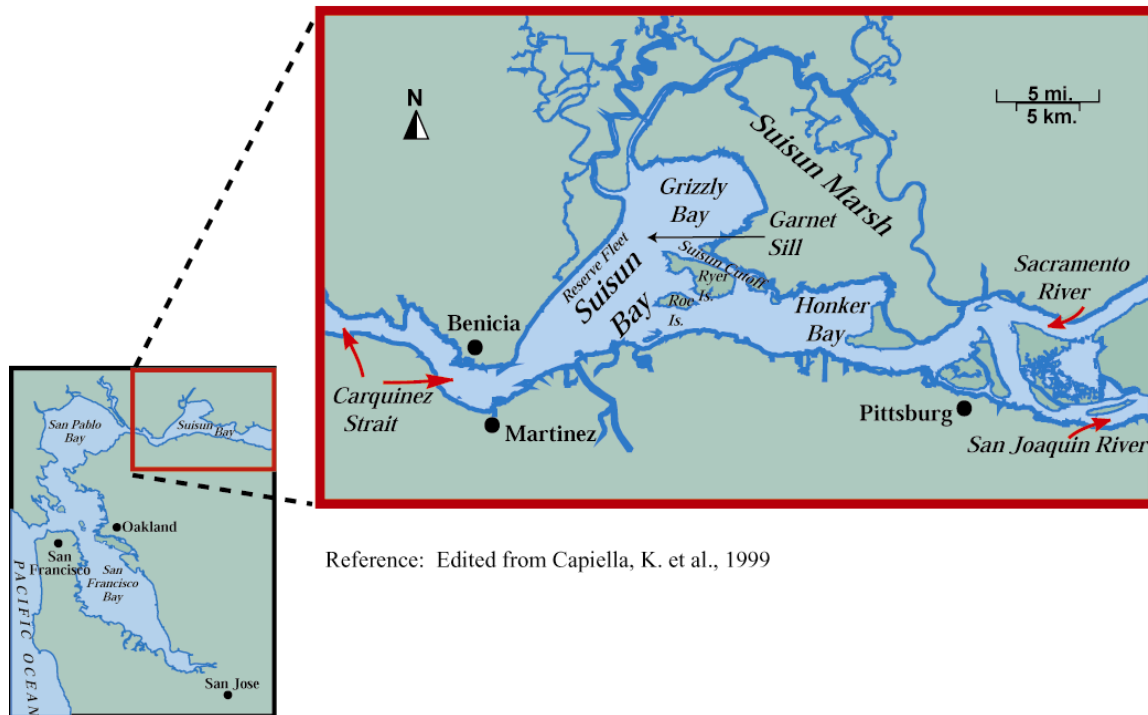 N
5 mi.
5 km.
Suisun Marsh
Grizzly
Bay
Garnet
Sill
Reserve Fleet
Suisun
Bay
Suisun Cutoff
Ryer
Is.
Roe
Is.
Honker
Bay
Sacramento
River
Benicia
Carquinez
Strait
Martinez
Pittsburg
San Joaquin River
San Pablo
Bay
Suisun
Bay
Oakland
San
Francisco
San
Francisco
Bay
PACIFIC OCEAN
San Jose
Reference: Edited from Capiella, K. et al., 1999